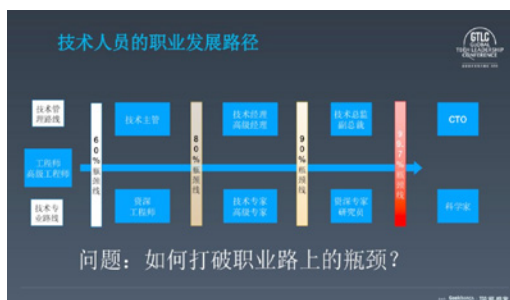 技术人员的职业发展路径
GTLC
GLOBAL
TECH LEADERSHIP
CONFERENCE
技术管
理路线
60%瓶颈线
技术主管
80%瓶颈线
技术经理
高级经理
90%瓶颈线
技术总监
副总裁
CTO
工程师
高级工程师
技术专
业路线
资深
工程师
技术专家
高级专家
资深专家
研究员
科学家
问题：如何打破职业路上的瓶颈？